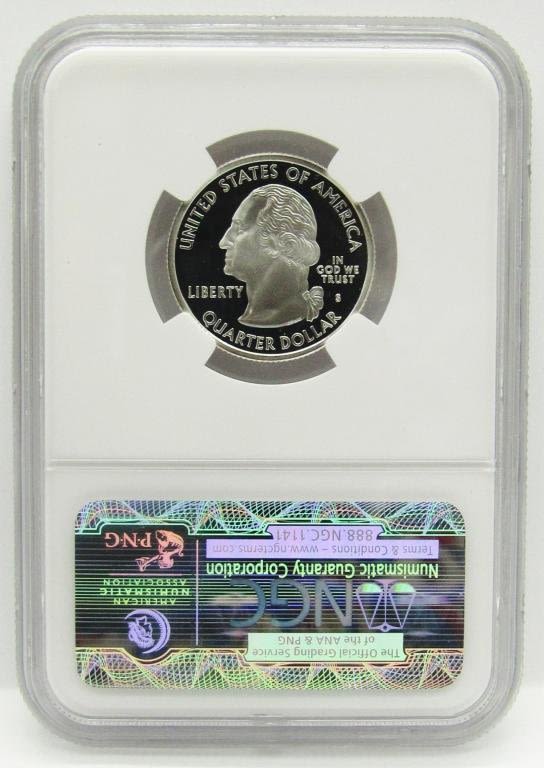 UNITED STATES OF AMERICA
LIBERTY
IN
GOD WE
TRUST
S
QUARTER DOLLAR
The Official Grading Service
of the ANA & PNG
NGC
Numismatic Guaranty Corporation
Terms & Conditions – www.ngcterms.com
888.NGC.1141
AMERICAN
NUMISMATIC
ASSOCIATION
P·N·G